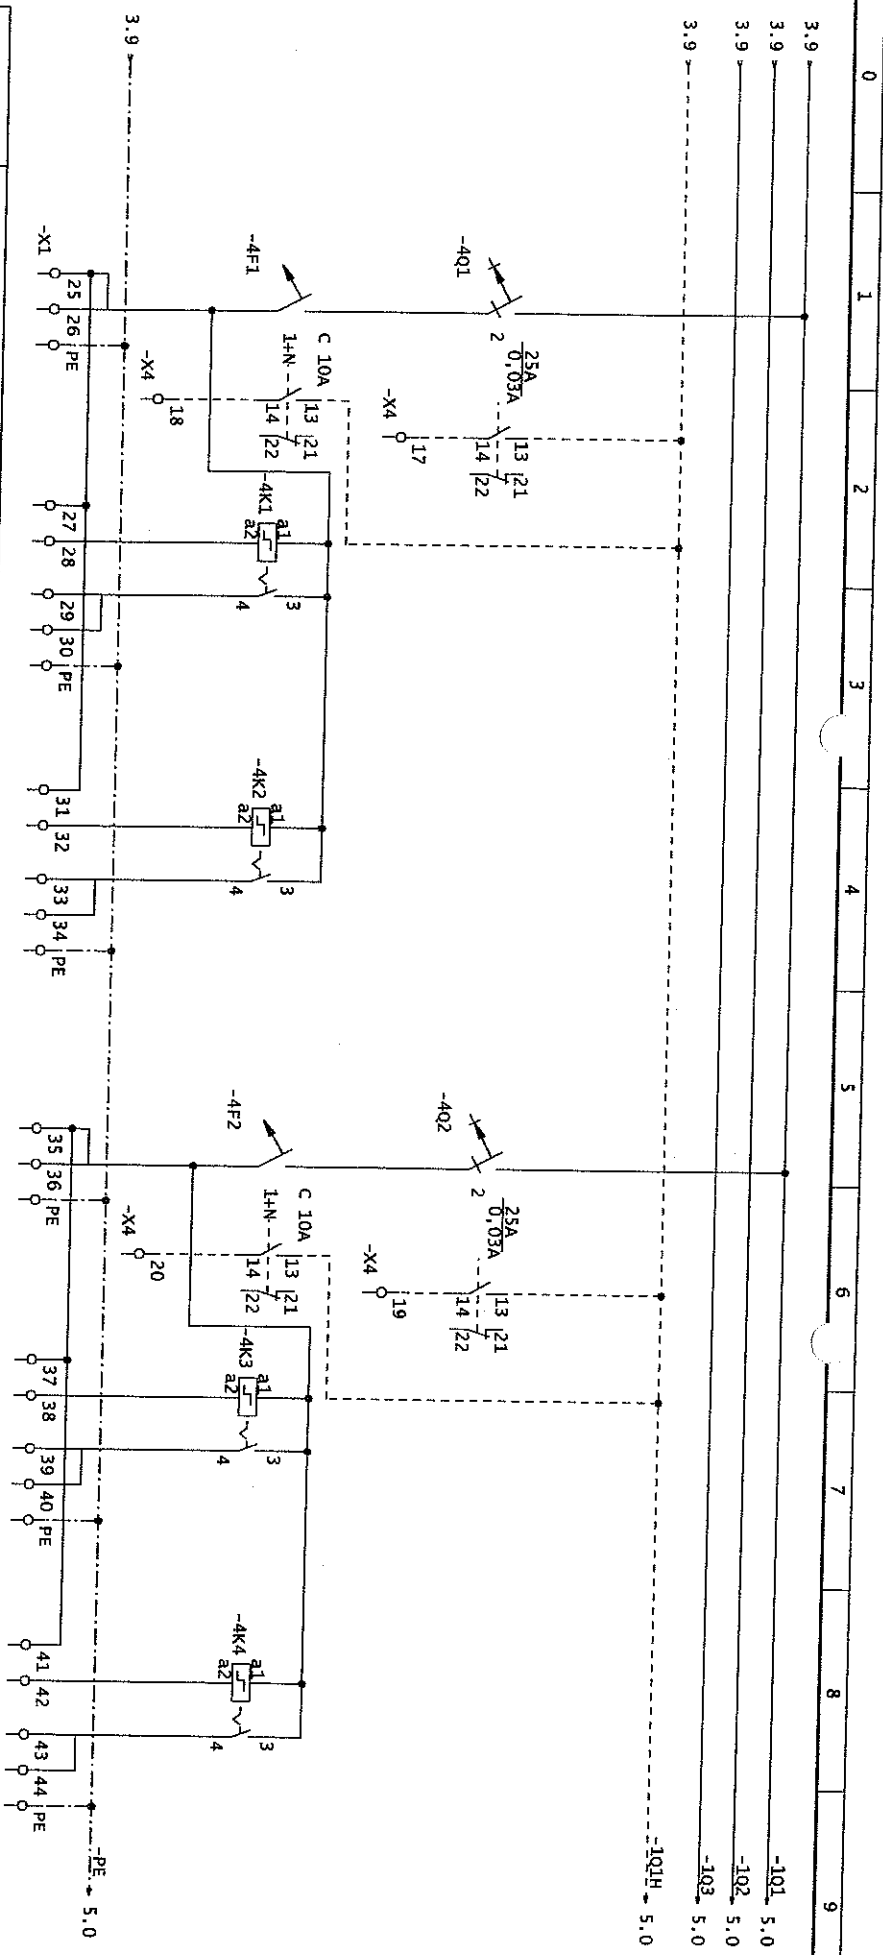 0 1 2 3 4 5 6 7 8 9
3.9 -1Q1 5.0
3.9 -1Q2 5.0
3.9 -1Q3 5.0
3.9 -1Q1H 5.0
-4Q1
2
25A
0,03A
13 21
14 22
-X4
17
-4F1
C 10A
1+N
13 21
14 22
-X4
18
-4K1
a1
a2
3
4
-4K2
a1
a2
3
4
-4Q2
2
25A
0,03A
13 21
14 22
-X4
19
-4F2
C 10A
1+N
13 21
14 22
-X4
20
-4K3
a1
a2
3
4
-4K4
a1
a2
3
4
3.9 -PE 5.0
-X1
25 26 PE 27 28 29 30 PE 31 32 33 34 PE 35 36 PE 37 38 39 40 PE 41 42 43 44 PE